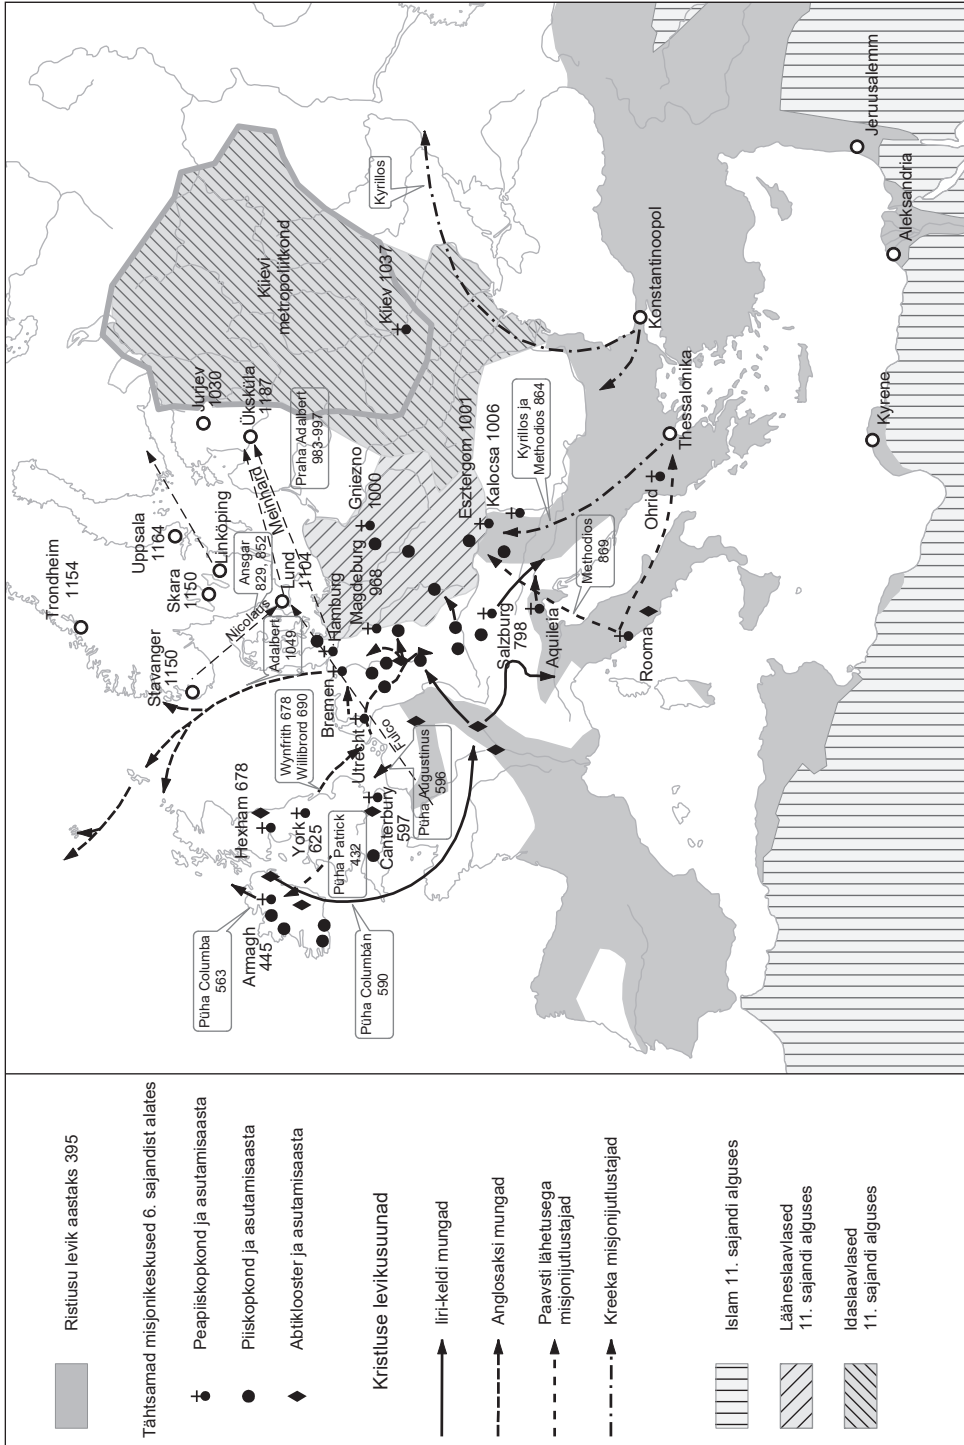 Ristiusu levik aastaks 395
Tähtsamad misjonikeskused 6. sajandist alates
Peapiiskopkond ja asutamisaasta
Piiskopkond ja asutamisaasta
Abtiklooster ja asutamisaasta
Kristluse levikusuunad
Iiri-keldi mungad
Anglosaksi mungad
Paavsti lähetusega
misjonijutlustajad
Kreeka misjonijutlustajad
Islam 11. sajandi alguses
Lääneslaavlased
11. sajandi alguses
Idaslaavlased
11. sajandi alguses
Trondheim
1154
Stavanger
1150
Uppsala
1164
Skara
1150
Linköping
Jurjev
1030
Ükskúla
1187
Ansgar
829, 852
Nicolaus
Meinhard
Lund
1104
Adalbert
1049
Hamburg
Bremen
Magdeburg
968
Gniezno
1000
Praha Adalbert
983-997
Kiievi
metropoliitkond
Kiiev 1037
Kyrillos
Püha Columba
563
Armagh
445
Hexham 678
York
625
Wynfrith 678
Willibrord 690
Utrecht
Fulco
Püha Patrick
432
Canterbury
597
Püha Augustinus
596
Püha Columbán
590
Esztergom 1001
Kalocsa 1006
Kyrillos ja
Methodios 864
Salzburg
798
Aquileia
Methodios
869
Rooma
Ohrid
Thessalonika
Konstantinoopol
Kyrene
Aleksandria
Jeruusalemm